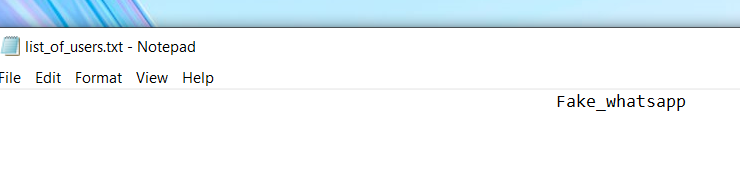 list_of_users.txt - Notepad
File Edit Format View Help
Fake_whatsapp